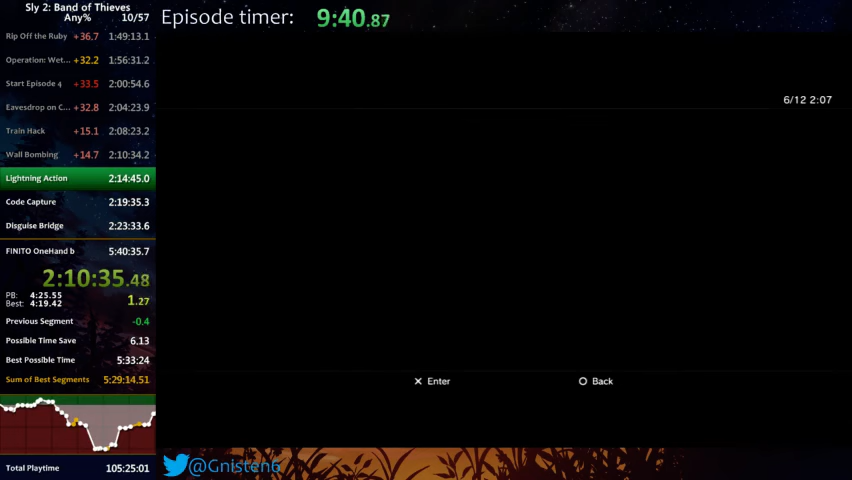 Sly 2: Band of Thieves
Any% 10/57
Episode timer: 9:40.87
Rip Off the Ruby +36.7 1:49:13.1
Operation: Wet... +32.2 1:56:31.2
Start Episode 4 +33.5 2:00:54.6
Eavesdrop on C... +32.8 2:04:23.9
Train Hack +15.1 2:08:23.2
Wall Bombing +14.7 2:10:34.2
Lightning Action 2:14:45.0
Code Capture 2:19:35.3
Disguise Bridge 2:23:33.6
FINITO OneHand b 5:40:35.7
2:10:35.48
PB: 4:25.55
Best: 4:19.42
1.27
Previous Segment -0.4
Possible Time Save 6.13
Best Possible Time 5:33:24
Sum of Best Segments 5:29:14.51
Total Playtime 105:25:01
6/12 2:07
X Enter
O Back
@Gnisten6